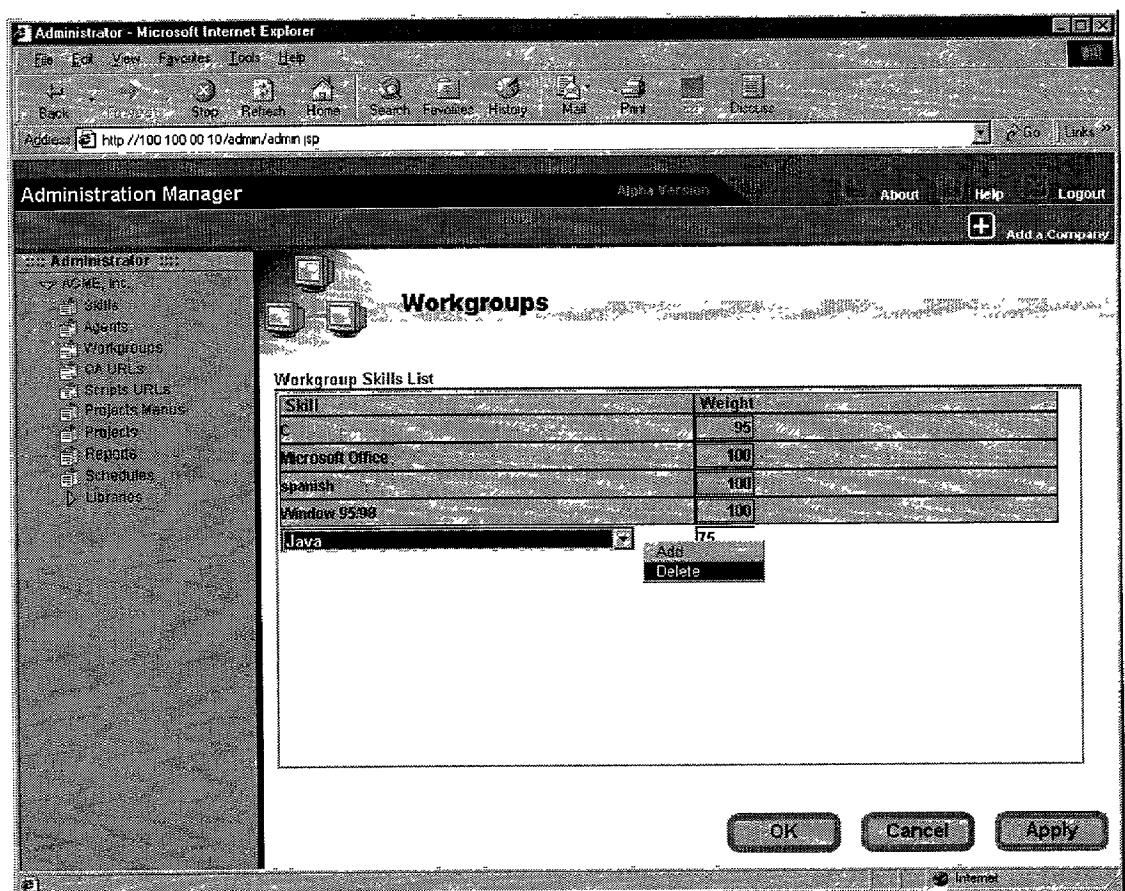 Administrator - Microsoft Internet Explorer
File Edit View Favorites Tools Help
Back Stop Refresh Home Search Favorites History Mail Print Discuss
Address http //100 100 00 10/admin/admin jsp Go Links »
Administration Manager Alpha Version About Help Logout
Add a Company
:::: Administrator ::::
ACME, Inc.
Skills
Agents
Workgroups
Scripts URLs
Projects Menus
Projects
Reports
Schedules
Libraries
Workgroups
Workgroup Skills List
Skill Weight
C 95
Microsoft Office 100
spanish 100
Window 95/98 100
Java 75
Add
Delete
OK Cancel Apply
Internet